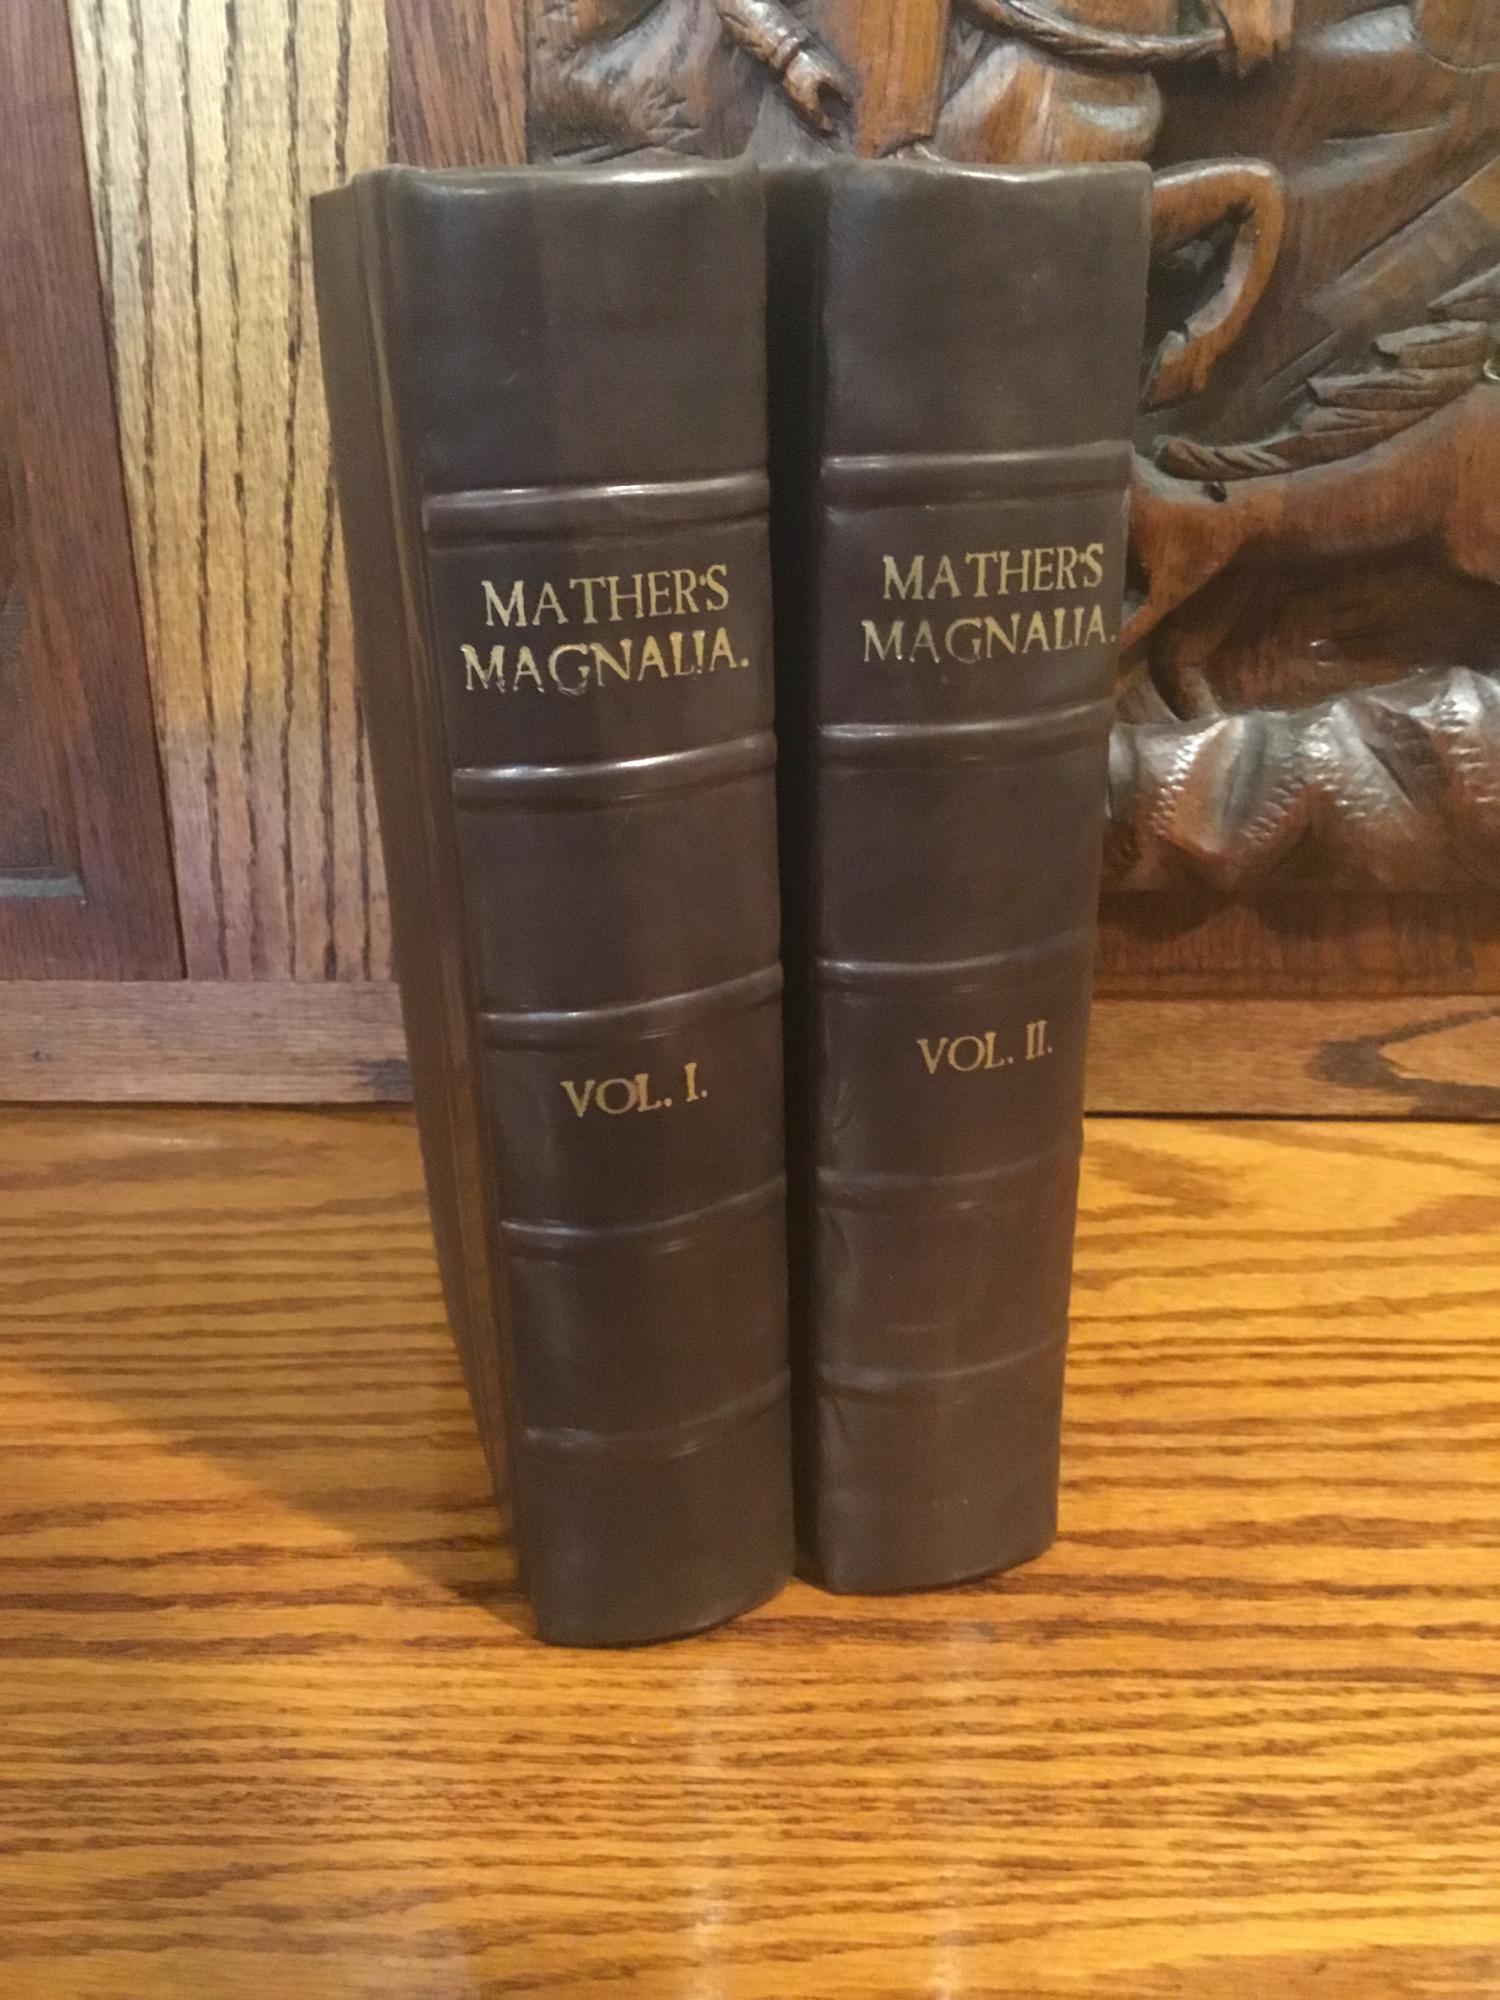 MATHER'S
MAGNALIA.
VOL. I.
MATHER'S
MAGNALIA.
VOL. II.